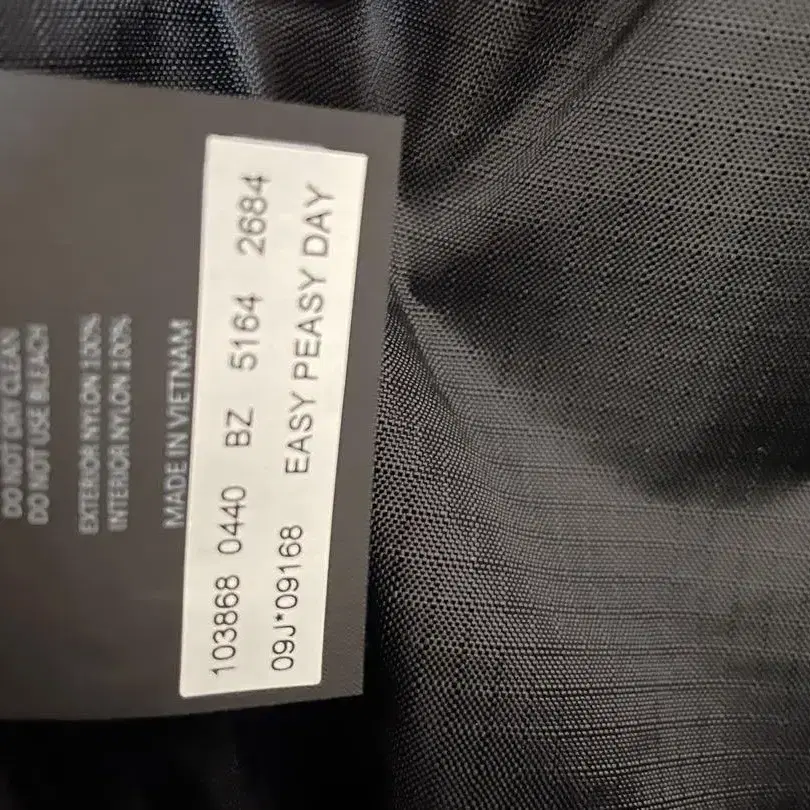 DO NOT DRY CLEAN
DO NOT USE BLEACH
EXTERIOR NYLON 100%
INTERIOR NYLON 100%
MADE IN VIETNAM
103868 0440 BZ 5164 2684
09J*09168 EASY PEASY DAY